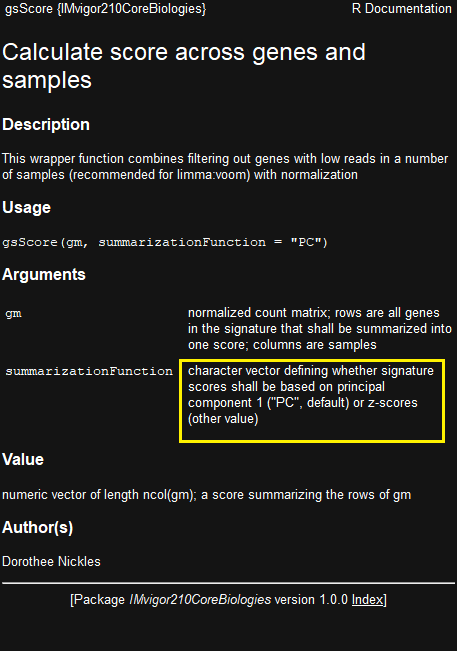 gsScore {IMvigor210CoreBiologies} R Documentation
Calculate score across genes and
samples
Description
This wrapper function combines filtering out genes with low reads in a number
of samples (recommended for limma:voom) with normalization
Usage
gsScore(gm, summarizationFunction = "PC")
Arguments
gm normalized count matrix; rows are all genes
in the signature that shall be summarized into
one score; columns are samples
summarizationFunction character vector defining whether signature
scores shall be based on principal
component 1 ("PC", default) or z-scores
(other value)
Value
numeric vector of length ncol(gm); a score summarizing the rows of gm
Author(s)
Dorothee Nickles
[Package IMvigor210CoreBiologies version 1.0.0 Index]